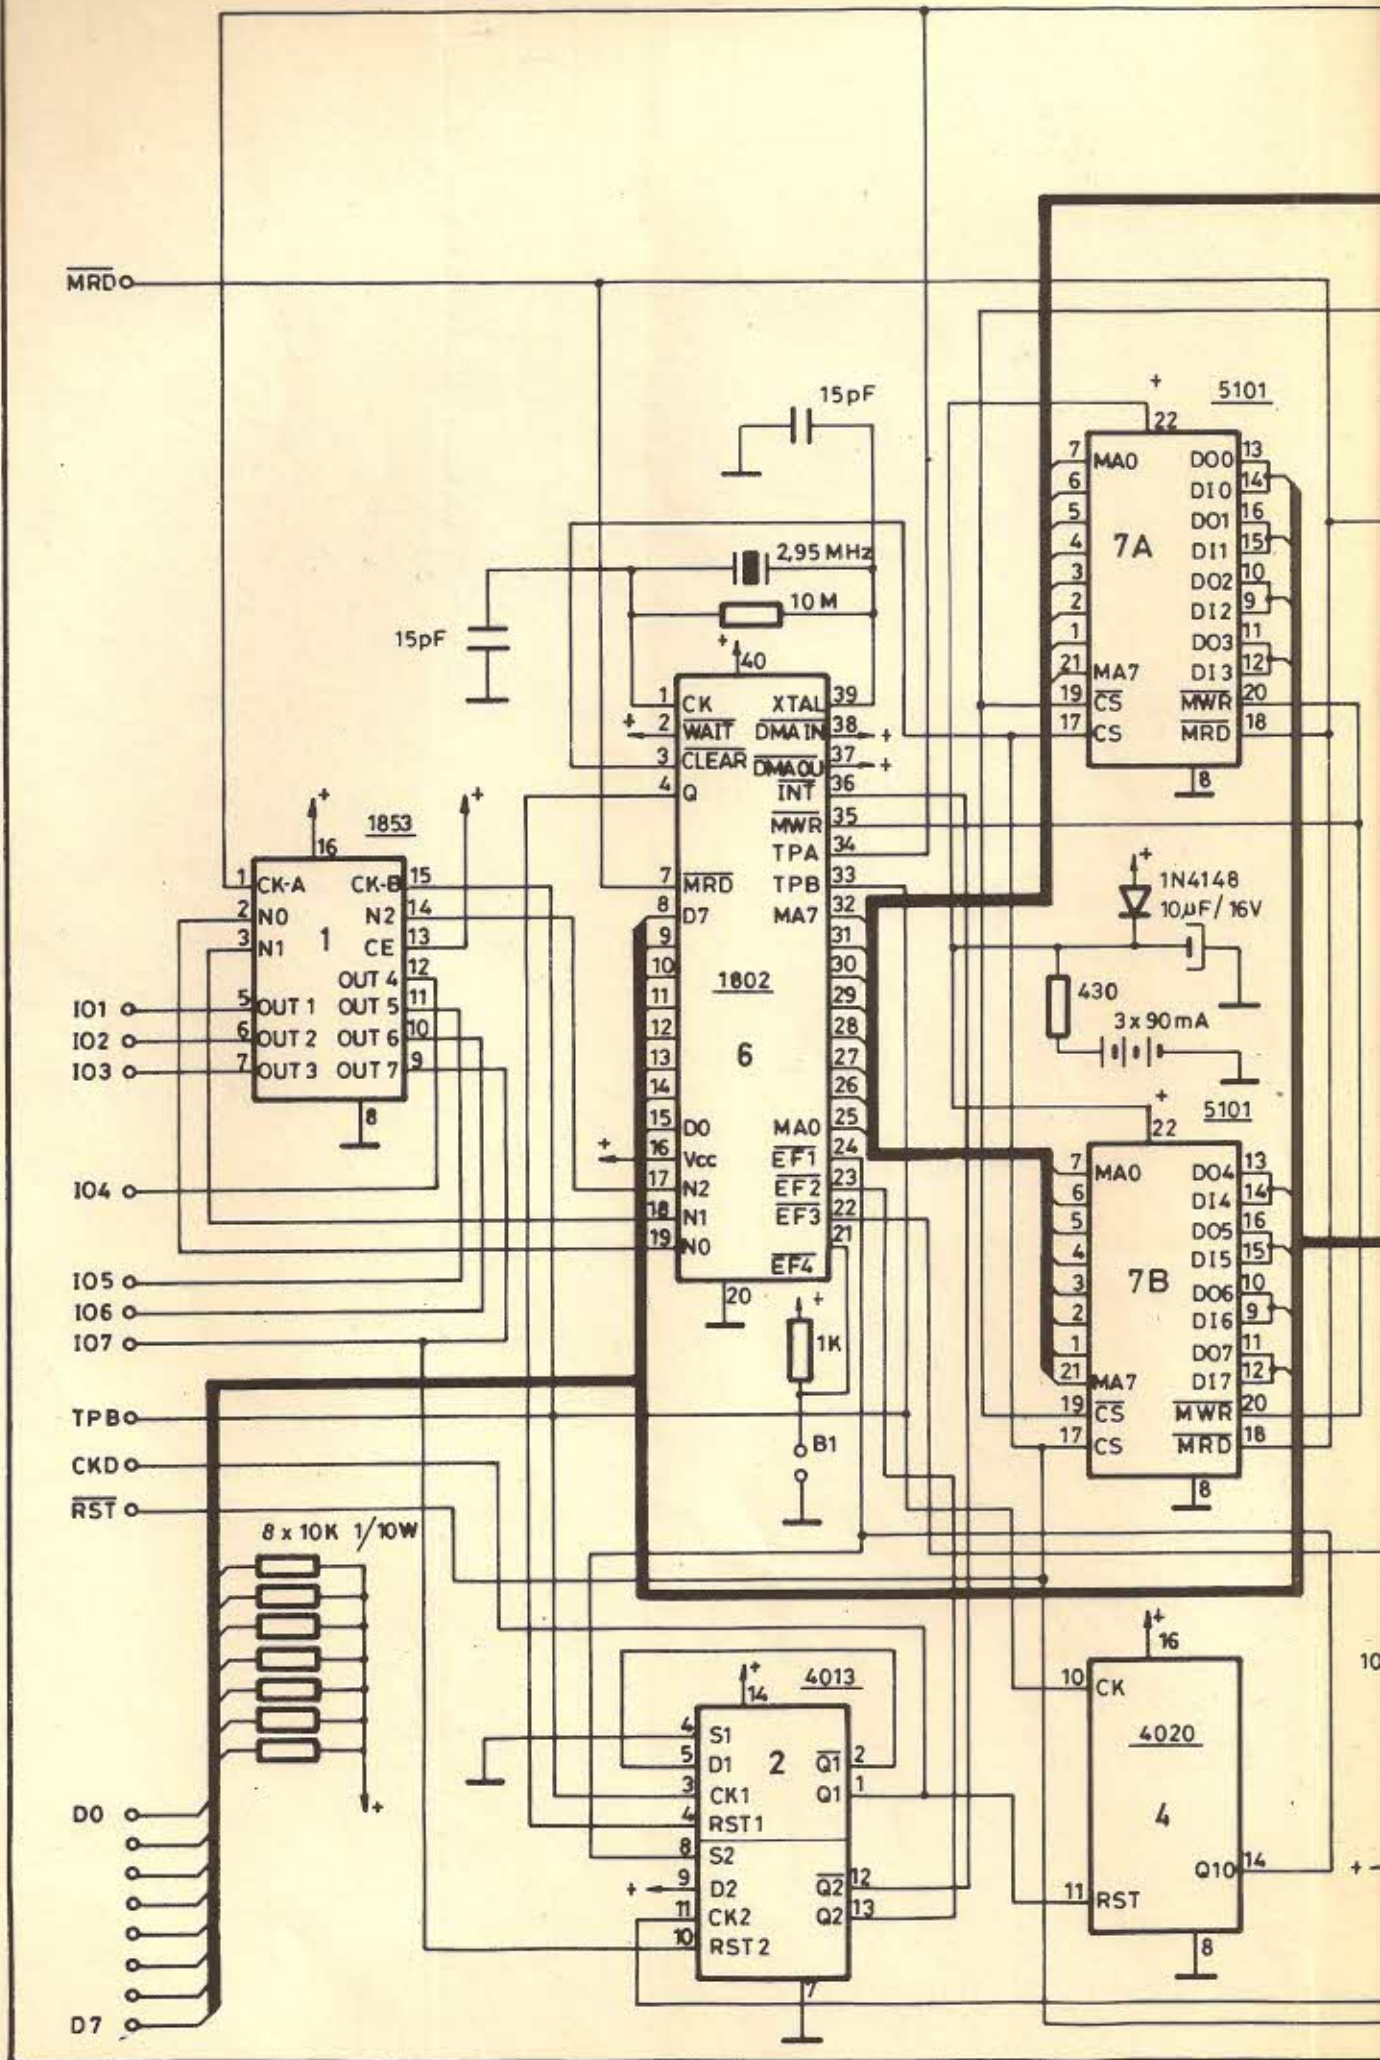 MRD
15pF
5101
+
22
7 MA0 DO0 13
6 DI0 14
5 DO1 16
4 7A DI1 15
3 DO2 10
2 DI2 9
1 DO3 11
21 MA7 DI3 12
19 CS MWR 20
17 CS MRD 18
8
2,95 MHz
10 M
15pF
+
40
1 CK XTAL 39
+ 2 WAIT DMAIN 38 +
3 CLEAR DMAOU 37 +
4 Q INT 36
MWR 35
TPA 34
7 MRD TPB 33
8 D7 MA7 32
9 31
10 30
11 1802 29
12 28
13 6 27
14 26
15 D0 MA0 25
+ 16 Vcc EF1 24
17 N2 EF2 23
18 N1 EF3 22
19 N0 21
EF4
20
+
1K
B1
+ +
1853
16
1 CK-A CK-B 15
2 N0 N2 14
3 N1 1 CE 13
OUT 4 12
5 OUT 1 OUT 5 11
6 OUT 2 OUT 6 10
7 OUT 3 OUT 7 9
8
IO1
IO2
IO3
IO4
IO5
IO6
IO7
TPB
CKD
RST
+
1N4148
10µF/ 16V
430
3 x 90mA
+
5101
22
7 MA0 DO4 13
6 DI4 14
5 DO5 16
4 DI5 15
3 7B DO6 10
2 DI6 9
1 DO7 11
21 MA7 DI7 12
19 CS MWR 20
17 CS MRD 18
8
8 x 10K 1/10W
+
D0
D7
+
4013
14
4 S1
5 D1 2 Q1 2
3 CK1 Q1 1
4 RST1
8 S2
+ 9 D2 Q2 12
11 CK2 Q2 13
10 RST2
7
+
16
10 CK
4020
4
Q10 14
11 RST
8
10
+